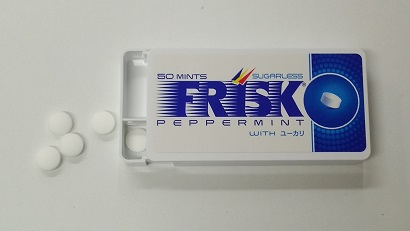 50 MINTS SUGARLESS
FRISK®
PEPPERMINT
WITH ユーカリ